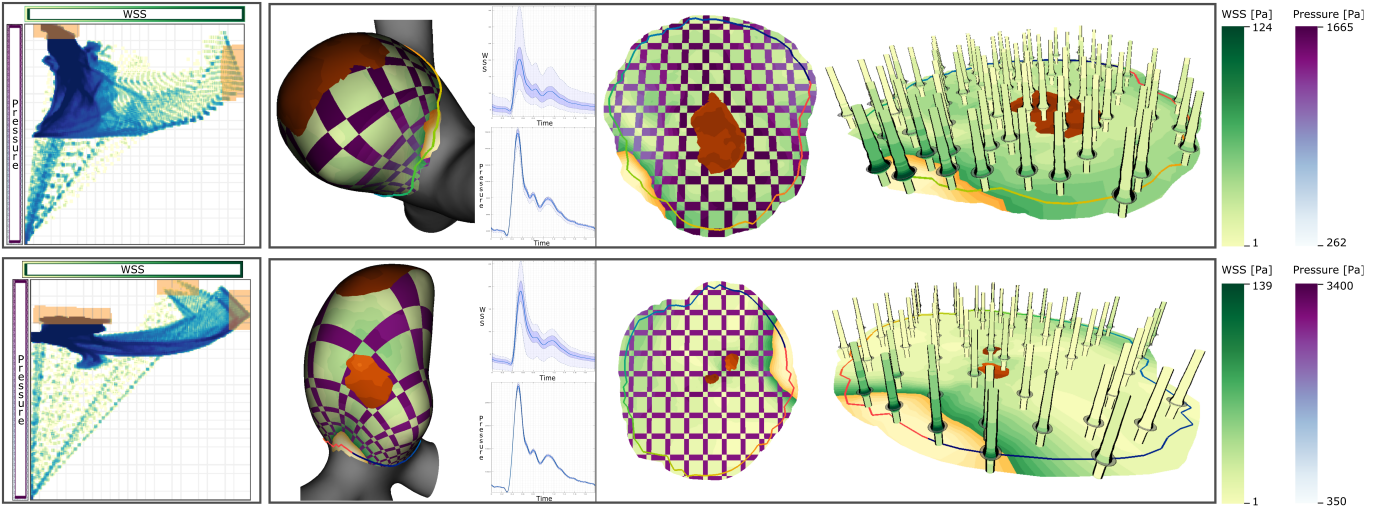 WSS
Pressure
WSS
Time
Pressure
Time
WSS [Pa]
124
1
Pressure [Pa]
1665
262
WSS
Pressure
WSS
Time
Pressure
Time
WSS [Pa]
139
1
Pressure [Pa]
3400
350